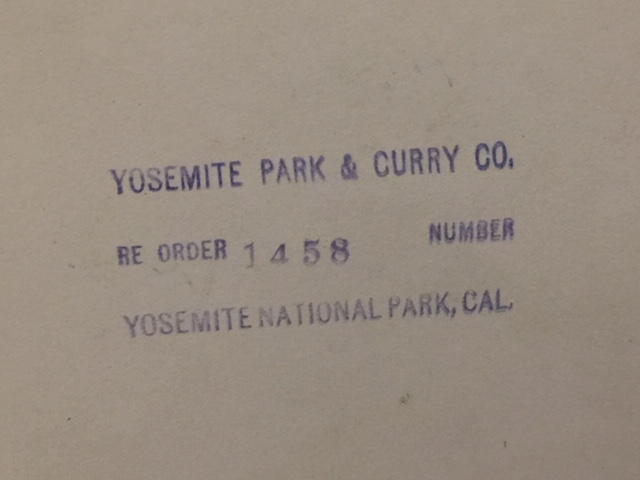 YOSEMITE PARK & CURRY CO.
RE ORDER 1458 NUMBER
YOSEMITE NATIONAL PARK, CAL.